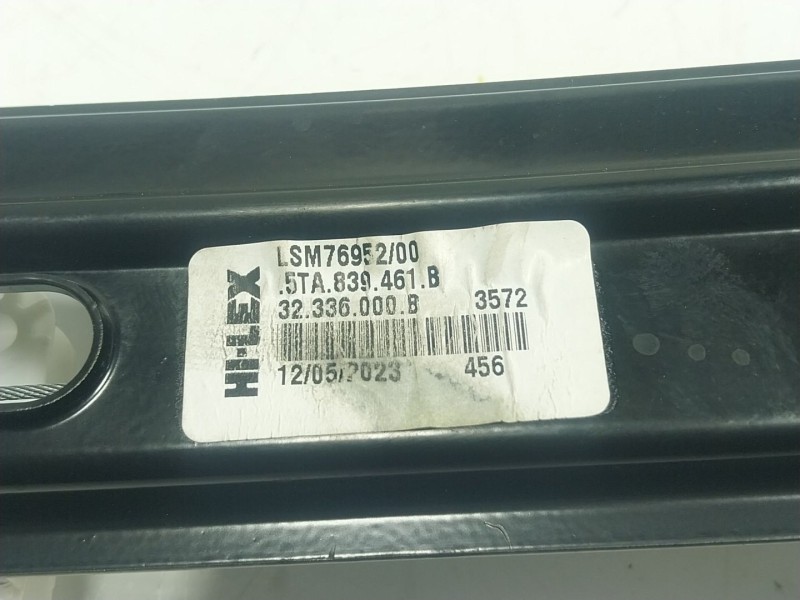 HI-LEX
LSM76952/00
.5TA.839.461.B
32.336.000.B 3572
12/05/2023 456